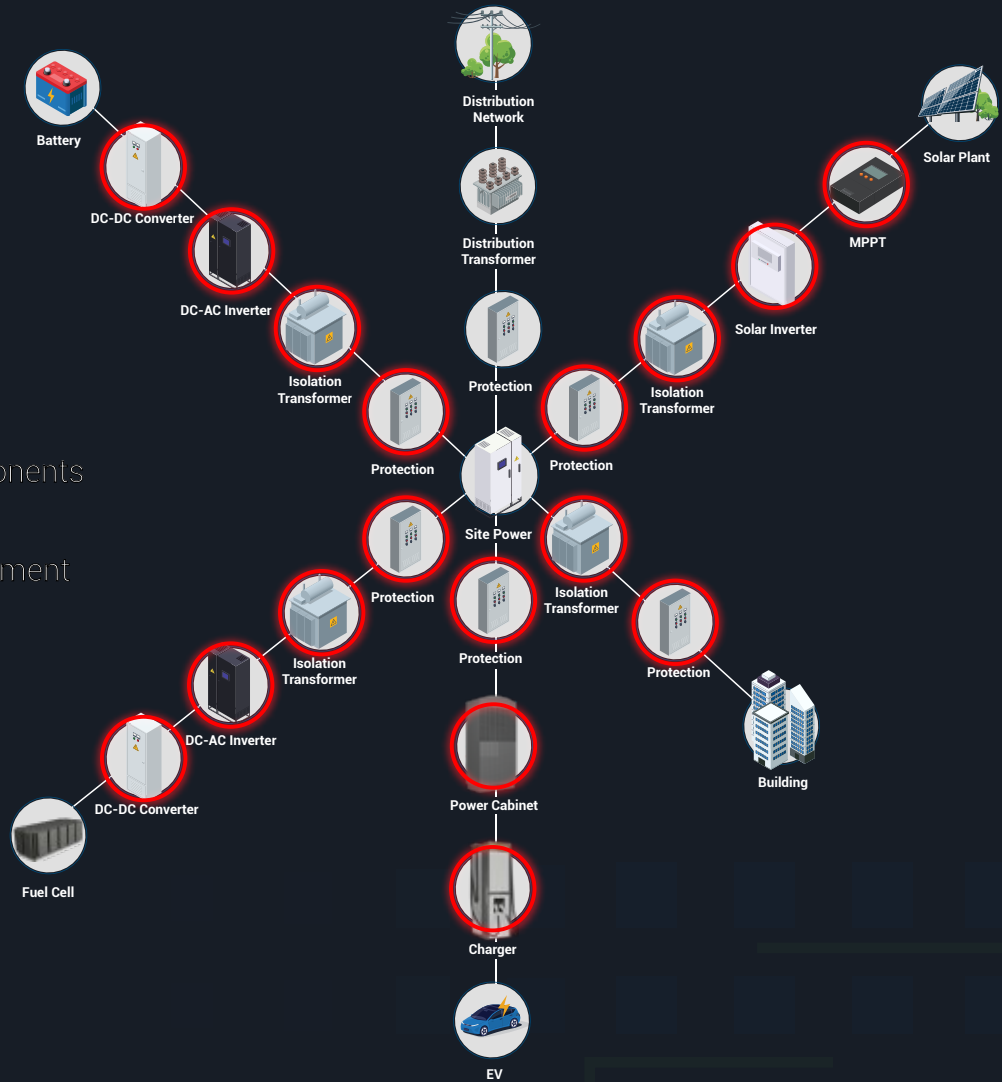 Distribution
Network
Battery
Solar Plant
DC-DC Converter
MPPT
Distribution
Transformer
DC-AC Inverter
Solar Inverter
Isolation
Transformer
Protection
Isolation
Transformer
Protection
Protection
onents
Site Power
ment
Protection
Isolation
Transformer
Protection
Isolation
Transformer
Protection
DC-AC Inverter
Building
Power Cabinet
DC-DC Converter
Fuel Cell
Charger
EV